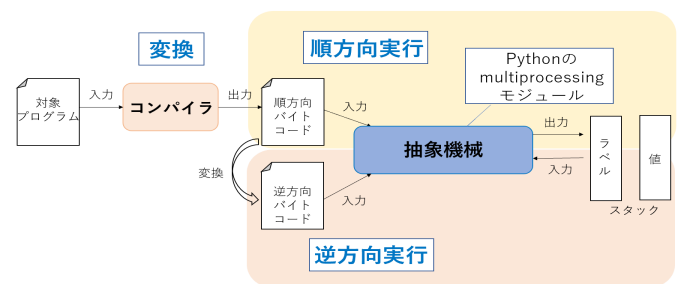 変換
順方向実行
Pythonの
multiprocessing
モジュール
対象
プログラム
入力
コンパイラ
出力
順方向
バイト
コード
入力
抽象機械
出力
入力
ラベル
値
スタック
変換
逆方向
バイト
コード
入力
逆方向実行